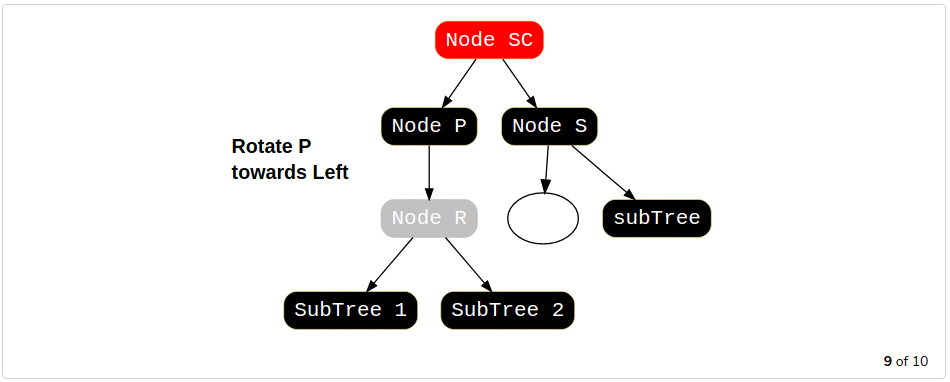 Node SC
Node P
Node S
Rotate P
towards Left
Node R
subTree
SubTree 1
SubTree 2
9 of 10